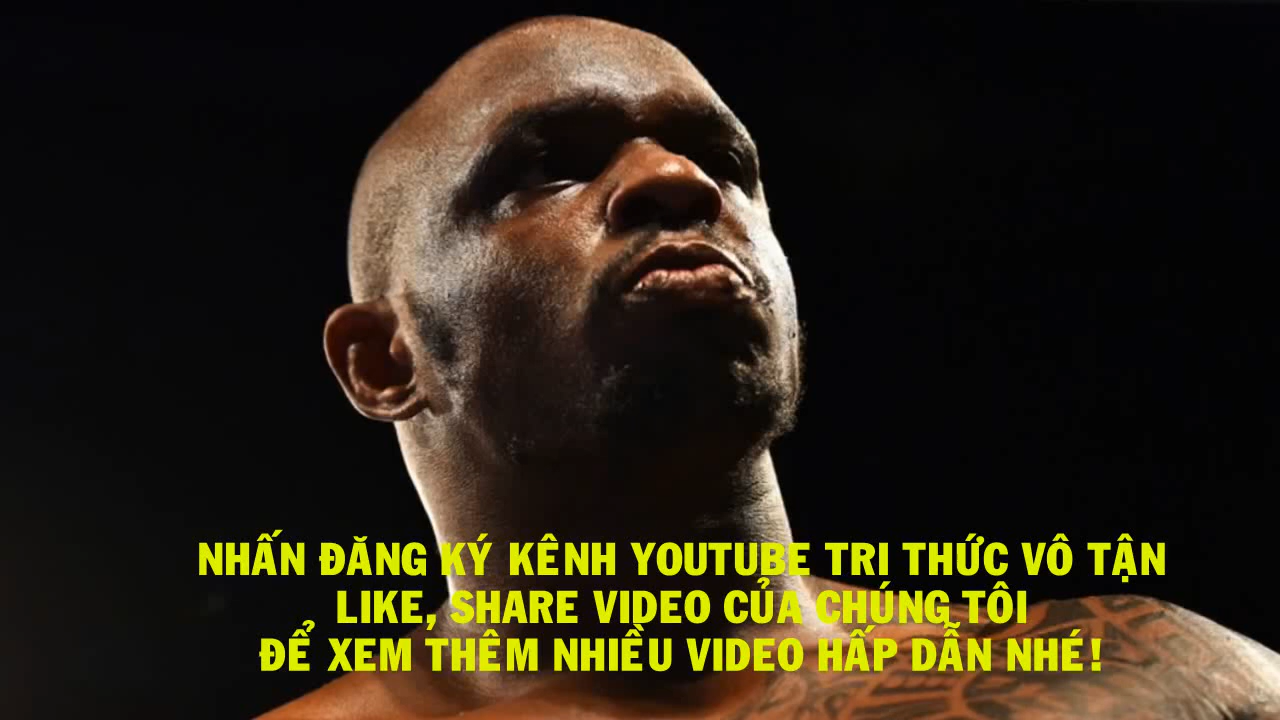 NHẤN ĐĂNG KÝ KÊNH YOUTUBE TRI THỨC VÔ TẬN
LIKE, SHARE VIDEO CỦA CHÚNG TÔI
ĐỂ XEM THÊM NHIỀU VIDEO HẤP DẪN NHÉ!